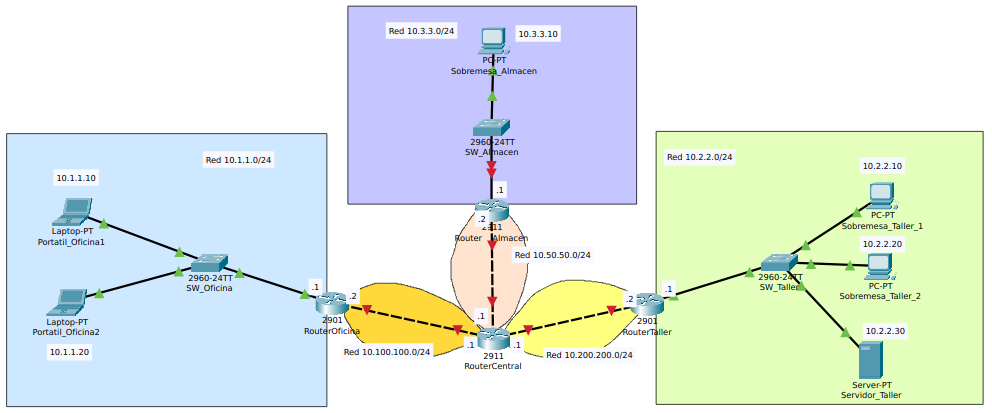 Red 10.3.3.0/24
10.3.3.10
PC-PT
Sobremesa_Almacen
2960-24TT
SW_Almacen
.1
.2
2911
Router_Almacen
Red 10.50.50.0/24
.1
Red 10.1.1.0/24
10.1.1.10
Laptop-PT
Portatil_Oficina1
2960-24TT
SW_Oficina
Laptop-PT
Portatil_Oficina2
10.1.1.20
.1
.2
2901
RouterOficina
Red 10.100.100.0/24
.1
2911
RouterCentral
.1
Red 10.200.200.0/24
.2
.1
2901
RouterTaller
Red 10.2.2.0/24
10.2.2.10
PC-PT
Sobremesa_Taller_1
10.2.2.20
2960-24TT
SW_Taller
PC-PT
Sobremesa_Taller_2
10.2.2.30
Server-PT
Servidor_Taller